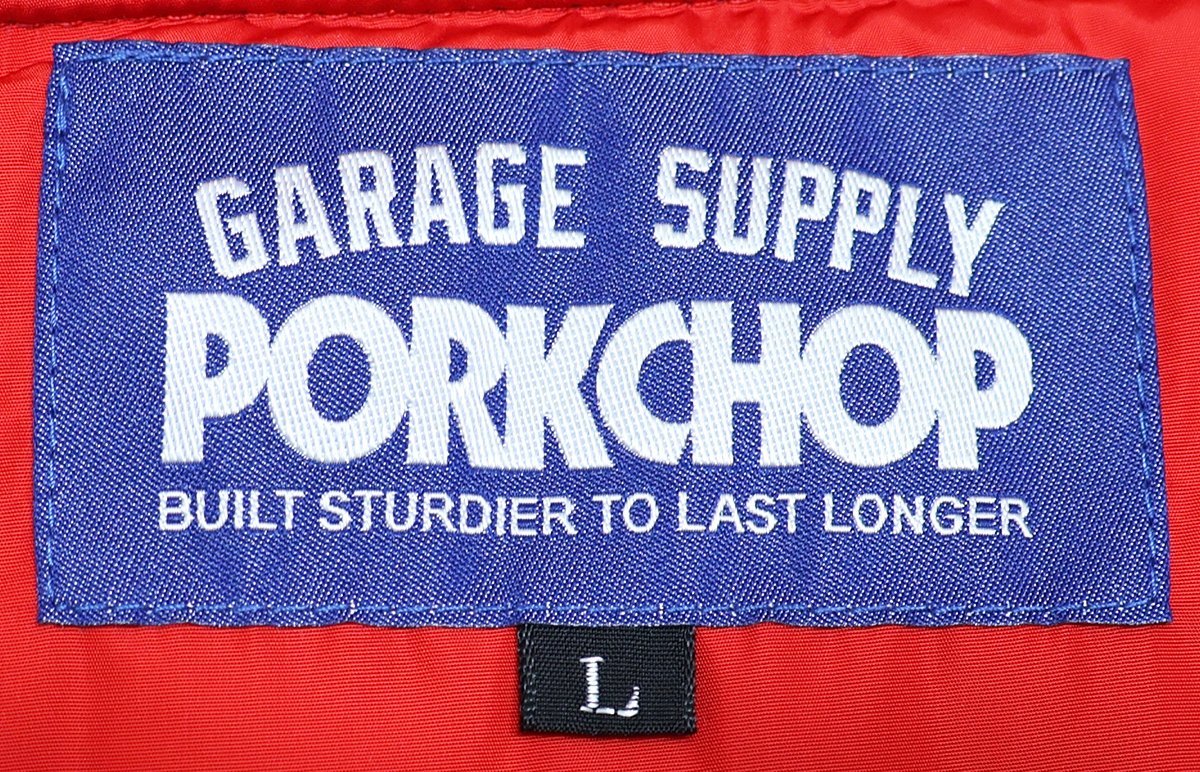 GARAGE SUPPLY
PORKCHOP
BUILT STURDIER TO LAST LONGER
L